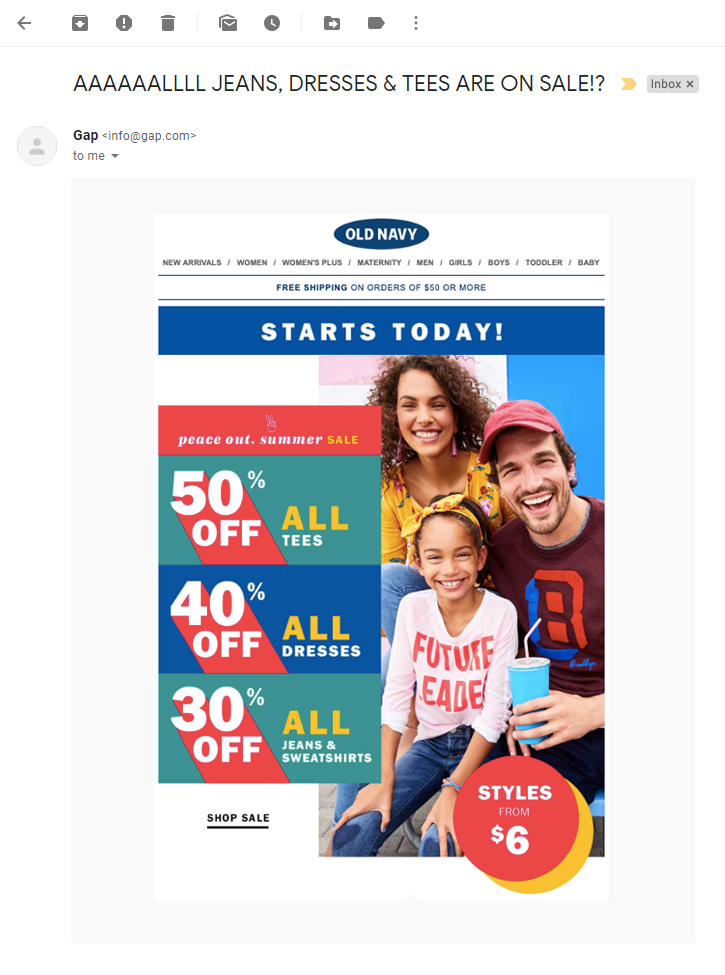 AAAAAALLLL JEANS, DRESSES & TEES ARE ON SALE!?
Inbox ×
Gap <info@gap.com>
to me
OLD NAVY
NEW ARRIVALS / WOMEN / WOMEN'S PLUS / MATERNITY / MEN / GIRLS / BOYS / TODDLER / BABY
FREE SHIPPING ON ORDERS OF $50 OR MORE
STARTS TODAY!
peace out. summer SALE
50% OFF
ALL
TEES
40% OFF
ALL
DRESSES
30% OFF
ALL
JEANS &
SWEATSHIRTS
SHOP SALE
FUTURE
LEADE
B
Brooklyn
STYLES
FROM
$6